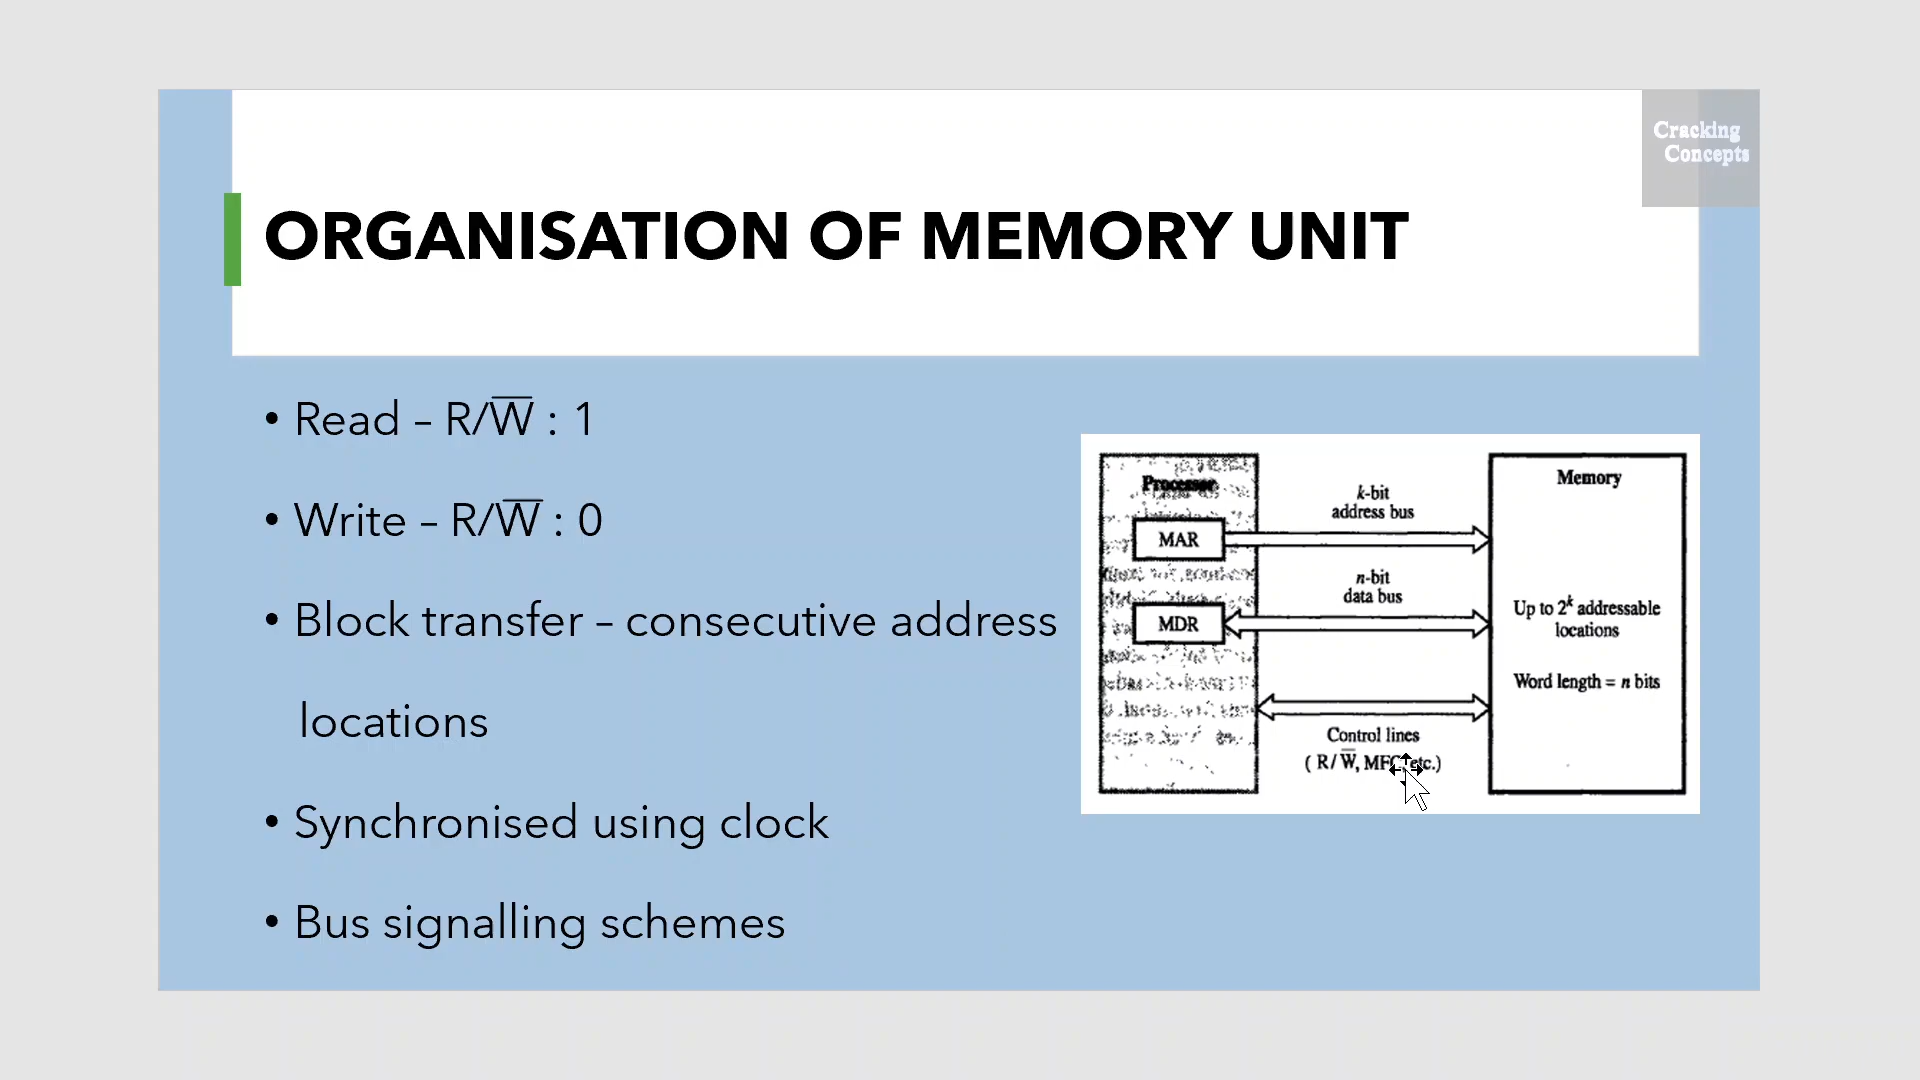 Cracking
Concepts
ORGANISATION OF MEMORY UNIT
• Read – R/W̅ : 1
• Write – R/W̅ : 0
• Block transfer – consecutive address
locations
• Synchronised using clock
• Bus signalling schemes
Processor
MAR
MDR
k-bit
address bus
n-bit
data bus
Control lines
( R/W̅, MFC, etc.)
Memory
Up to 2^k addressable
locations
Word length = n bits